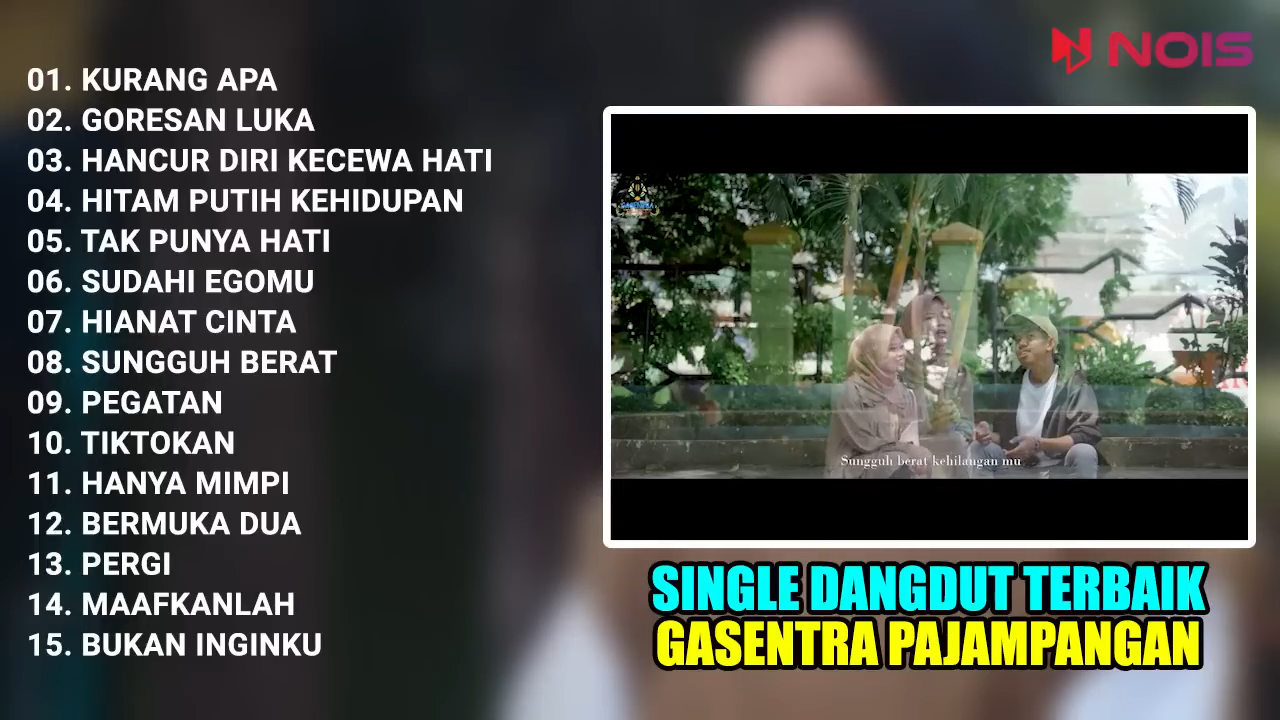 01. KURANG APA
02. GORESAN LUKA
03. HANCUR DIRI KECEWA HATI
04. HITAM PUTIH KEHIDUPAN
05. TAK PUNYA HATI
06. SUDAHI EGOMU
07. HIANAT CINTA
08. SUNGGUH BERAT
09. PEGATAN
10. TIKTOKAN
11. HANYA MIMPI
12. BERMUKA DUA
13. PERGI
14. MAAFKANLAH
15. BUKAN INGINKU
NOIS
Sungguh berat kehilangan mu
SINGLE DANGDUT TERBAIK
GASENTRA PAJAMPANGAN